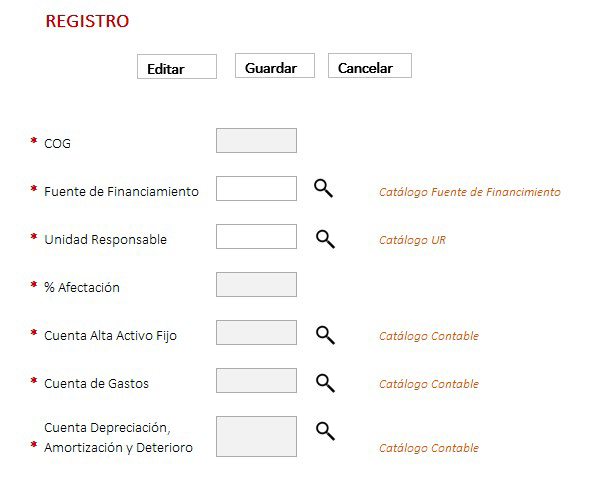 REGISTRO
Editar Guardar Cancelar
* COG
* Fuente de Financiamiento Catálogo Fuente de Financimiento
* Unidad Responsable Catálogo UR
* % Afectación
* Cuenta Alta Activo Fijo Catálogo Contable
* Cuenta de Gastos Catálogo Contable
Cuenta Depreciación,
* Amortización y Deterioro Catálogo Contable